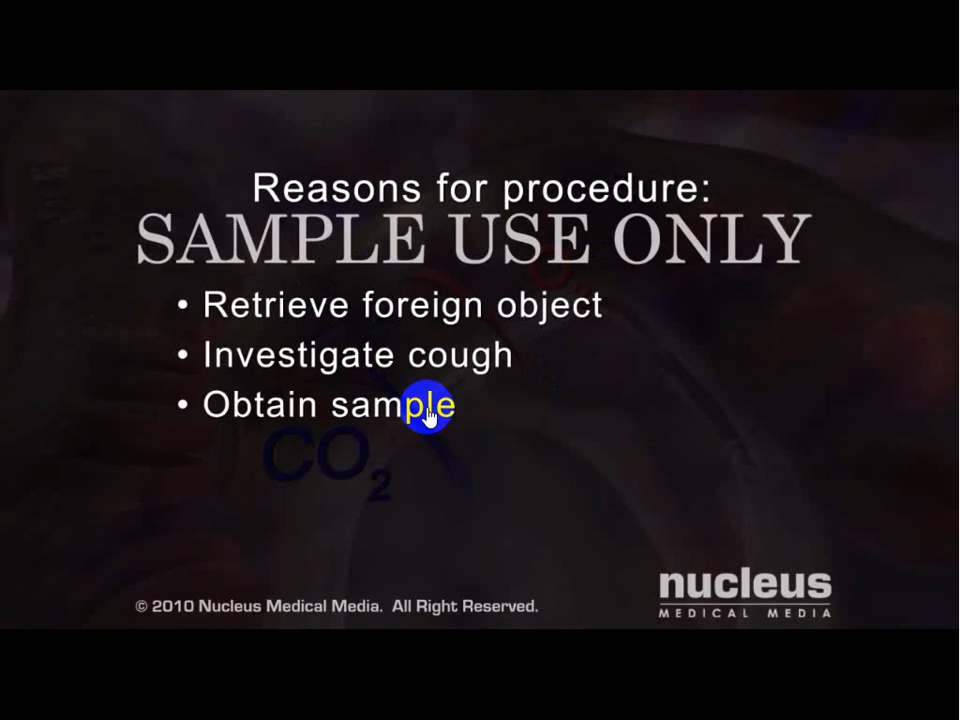 Reasons for procedure:
SAMPLE USE ONLY
• Retrieve foreign object
• Investigate cough
• Obtain sample
CO2
© 2010 Nucleus Medical Media. All Right Reserved.
nucleus
MEDICAL MEDIA